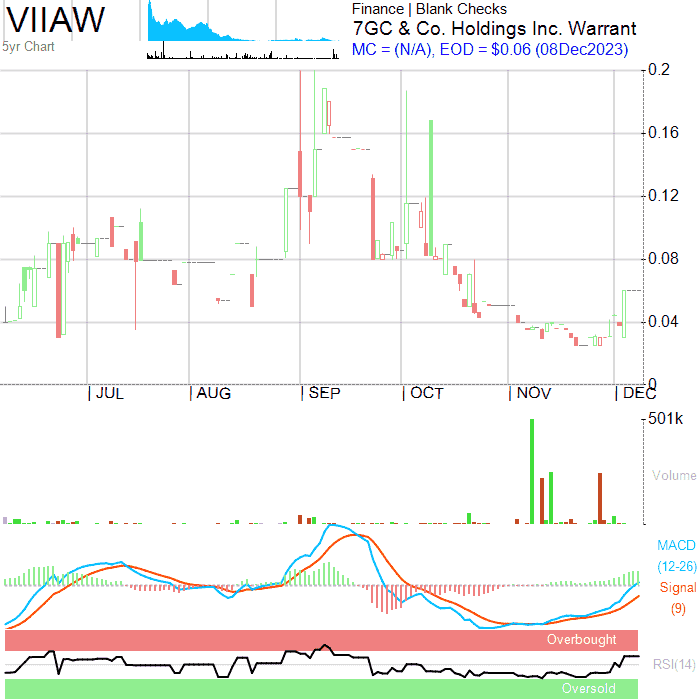 VIIAW
5yr Chart
Finance | Blank Checks
7GC & Co. Holdings Inc. Warrant
MC = (N/A), EOD = $0.06 (08Dec2023)
0.2
0.16
0.12
0.08
0.04
0
JUL AUG SEP OCT NOV DEC
501k
Volume
MACD
(12-26)
Signal
(9)
Overbought
RSI(14)
Oversold